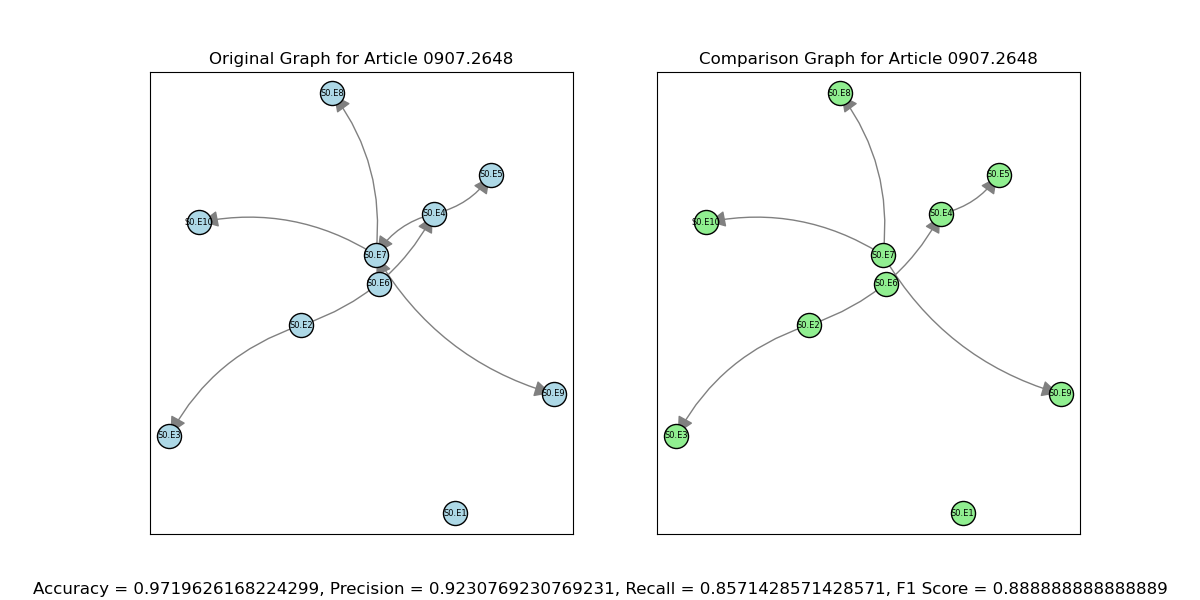 Original Graph for Article 0907.2648
S0.E8
S0.E5
S0.E4
S0.E10
S0.E7
S0.E6
S0.E2
S0.E9
S0.E3
S0.E1
Comparison Graph for Article 0907.2648
S0.E8
S0.E5
S0.E4
S0.E10
S0.E7
S0.E6
S0.E2
S0.E9
S0.E3
S0.E1
Accuracy = 0.9719626168224299, Precision = 0.9230769230769231, Recall = 0.8571428571428571, F1 Score = 0.888888888888889